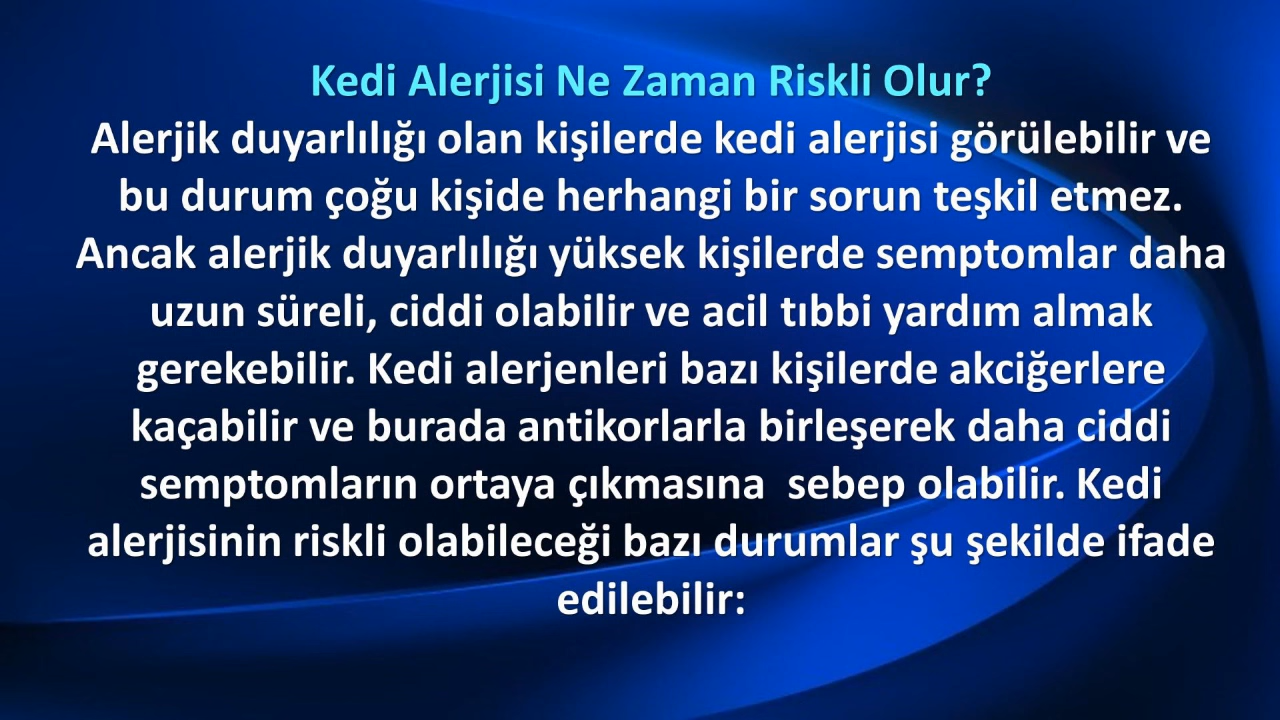 Kedi Alerjisi Ne Zaman Riskli Olur?
Alerjik duyarlılığı olan kişilerde kedi alerjisi görülebilir ve
bu durum çoğu kişide herhangi bir sorun teşkil etmez.
Ancak alerjik duyarlılığı yüksek kişilerde semptomlar daha
uzun süreli, ciddi olabilir ve acil tıbbi yardım almak
gerekebilir. Kedi alerjenleri bazı kişilerde akciğerlere
kaçabilir ve burada antikorlarla birleşerek daha ciddi
semptomların ortaya çıkmasına  sebep olabilir. Kedi
alerjisinin riskli olabileceği bazı durumlar şu şekilde ifade
edilebilir: